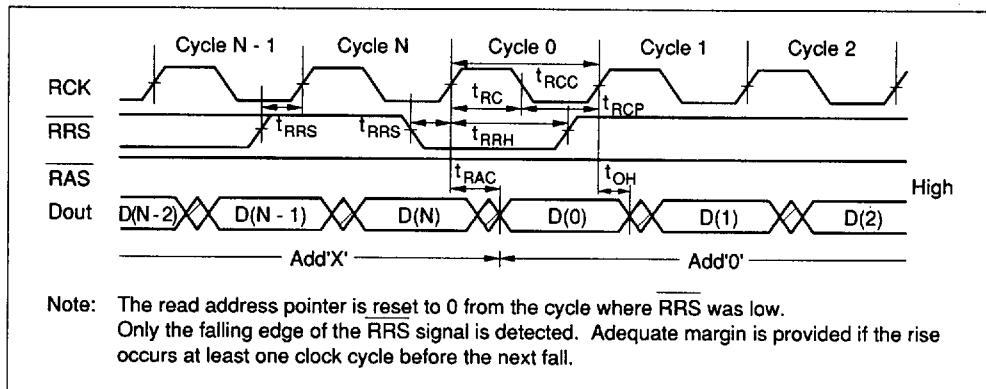 Cycle N - 1 Cycle N Cycle 0 Cycle 1 Cycle 2
tRCC
RCK
tRC
tRCP
RRS
tRRS tRRS tRRH
RAS
tRAC tOH
High
Dout
D(N - 2) D(N - 1) D(N) D(0) D(1) D(2)
Add'X' Add'0'
Note: The read address pointer is reset to 0 from the cycle where RRS was low.
Only the falling edge of the RRS signal is detected. Adequate margin is provided if the rise
occurs at least one clock cycle before the next fall.